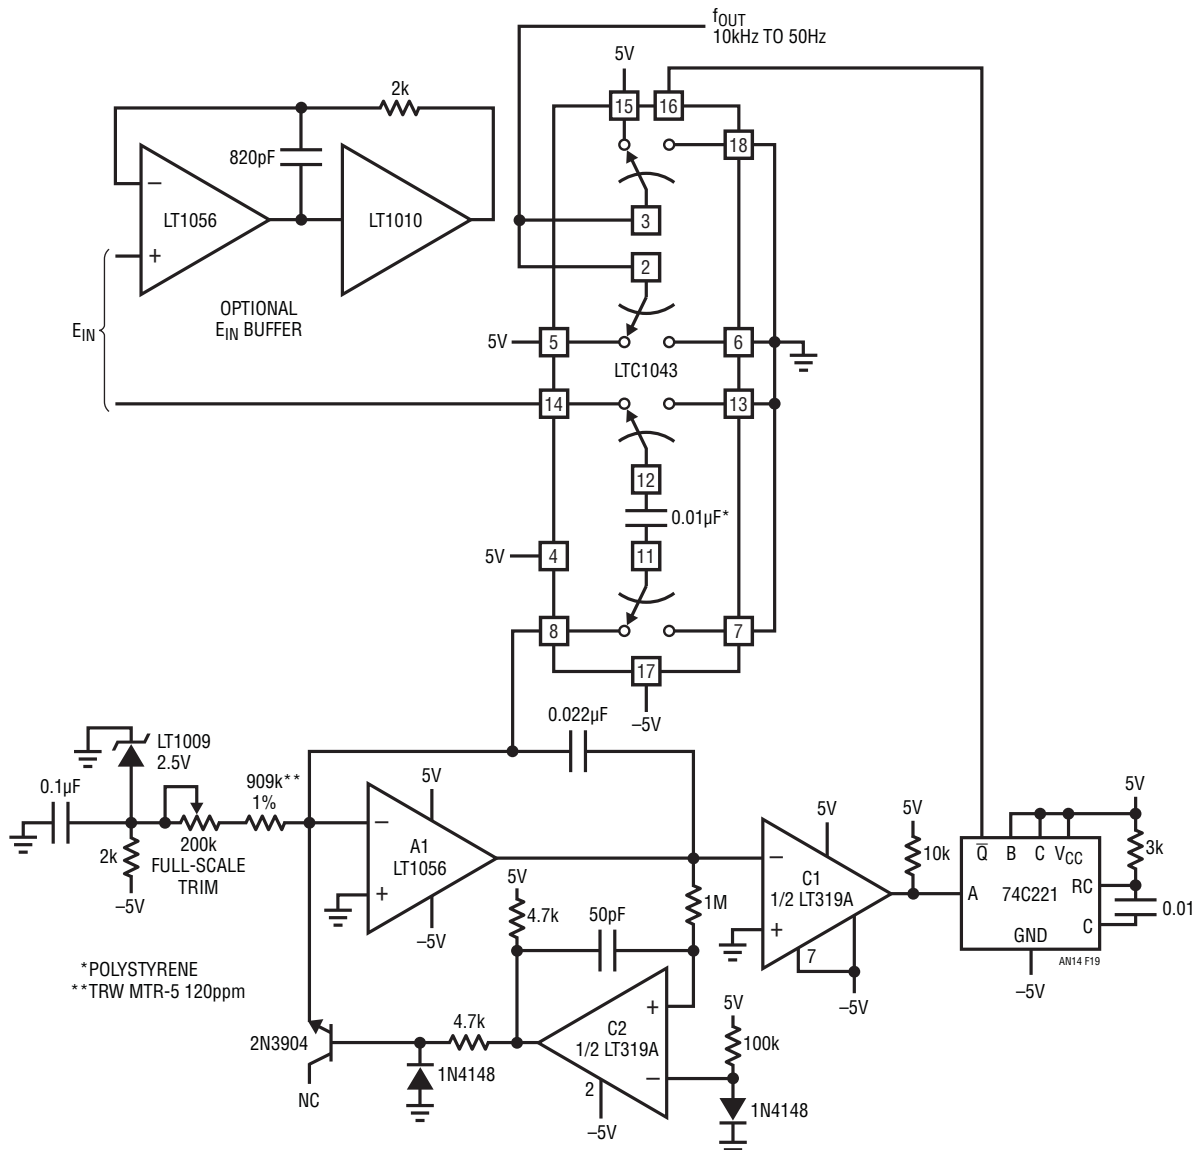 fOUT
10kHz TO 50Hz
5V
15
16
18
3
2
5V
5
6
LTC1043
14
13
12
0.01µF*
11
5V
4
8
7
17
–5V
2k
820pF
–
LT1056
+
LT1010
OPTIONAL
EIN BUFFER
EIN
0.022µF
LT1009
2.5V
0.1µF
909k**
1%
200k
FULL-SCALE
TRIM
2k
–5V
5V
–
A1
LT1056
+
–5V
5V
4.7k
50pF
1M
5V
–
C1
1/2 LT319A
+
7
–5V
5V
10k
5V
Q̅ B C VCC
3k
A
74C221
RC
0.01
C
GND
–5V
AN14 F19
*POLYSTYRENE
**TRW MTR-5 120ppm
2N3904
NC
4.7k
1N4148
+
C2
1/2 LT319A
–
2
–5V
5V
100k
1N4148